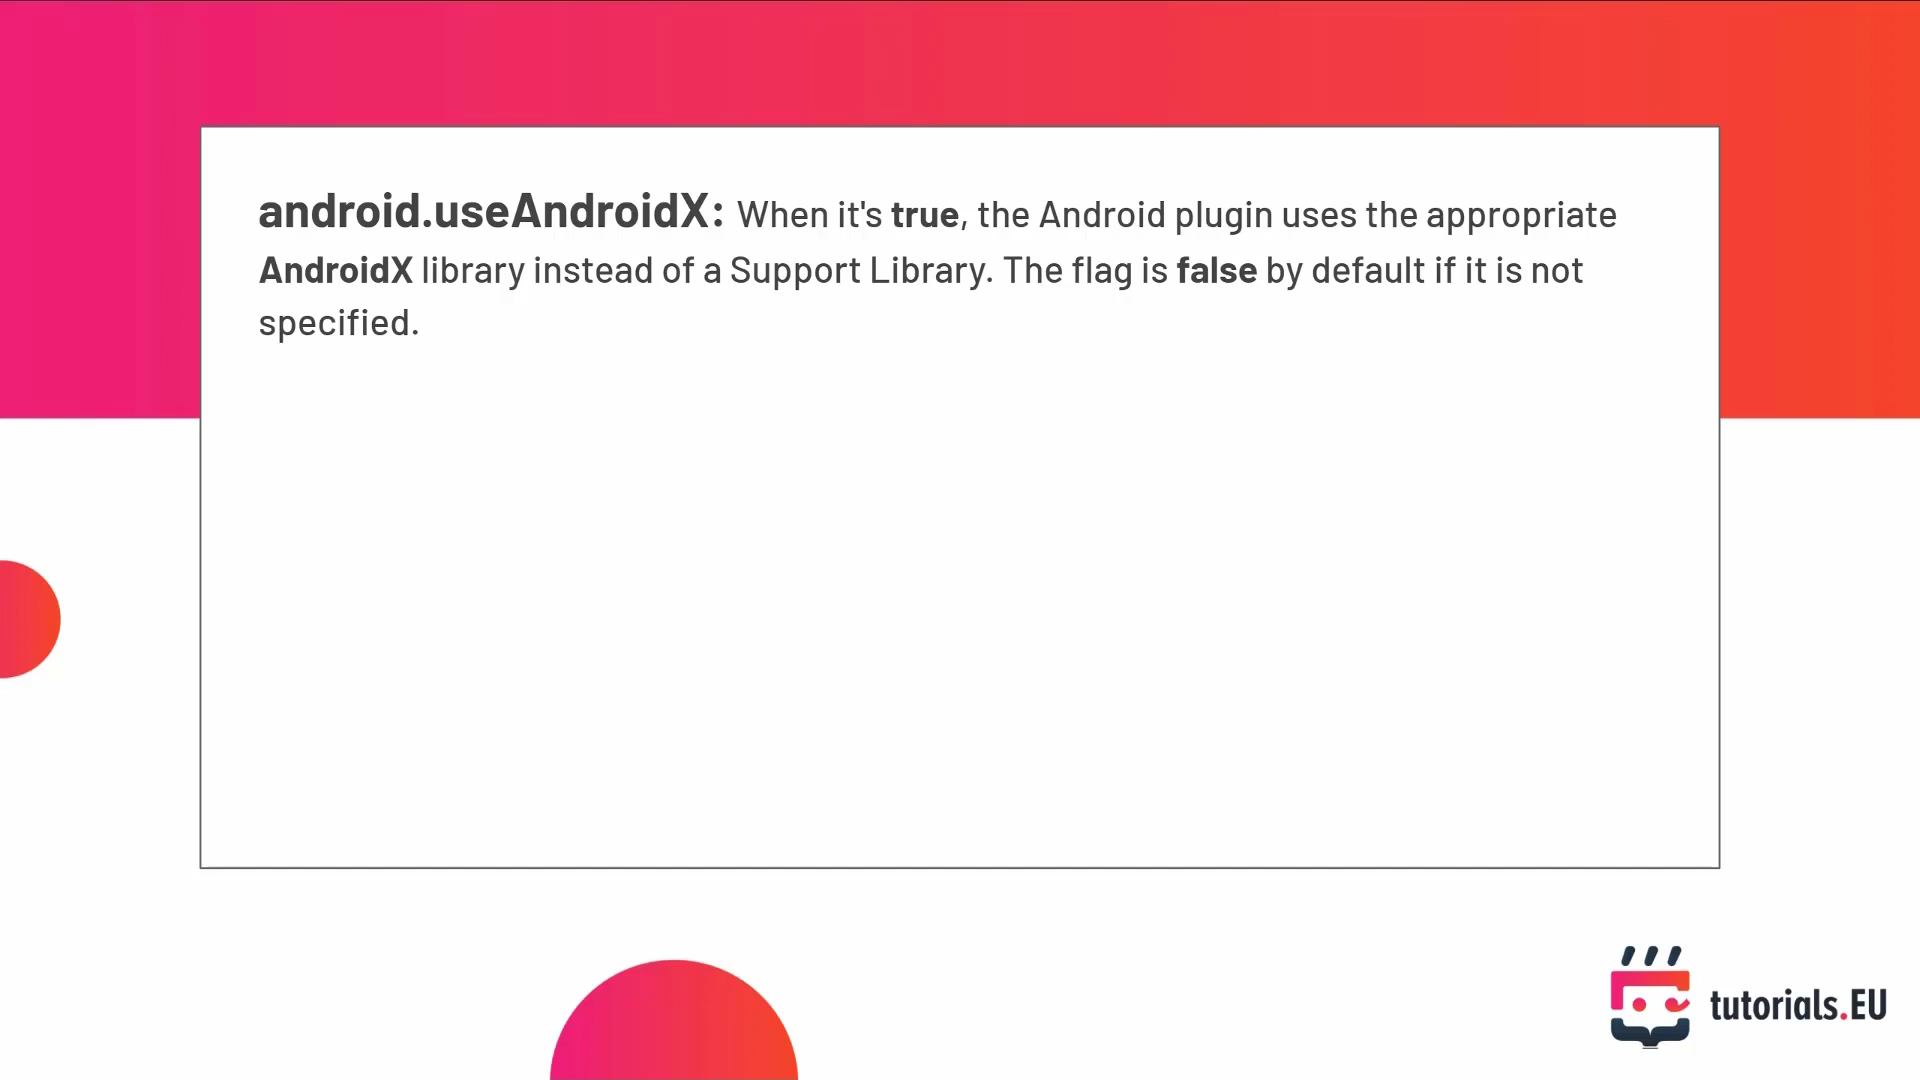 android.useAndroidX: When it's true, the Android plugin uses the appropriate
AndroidX library instead of a Support Library. The flag is false by default if it is not
specified.
tutorials.EU